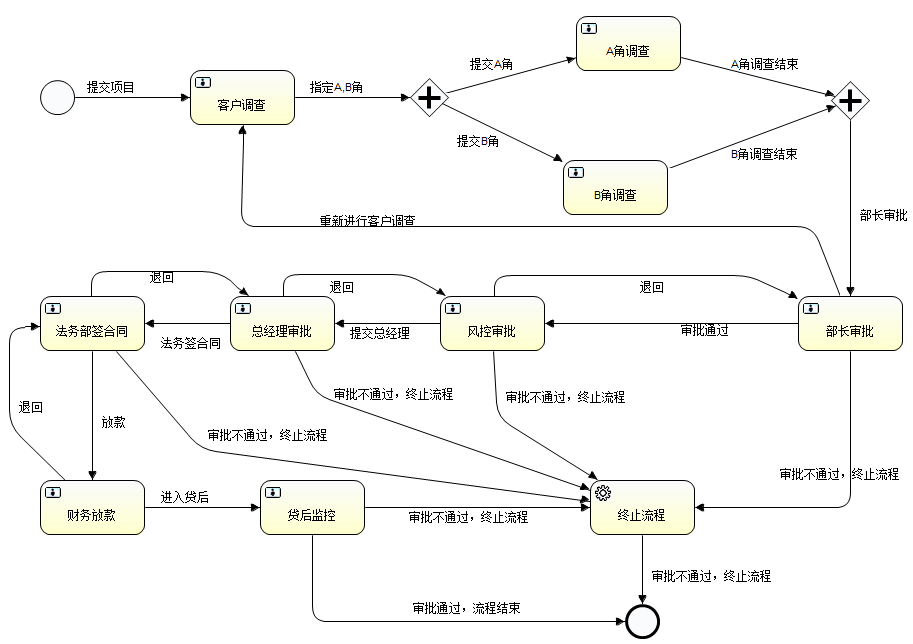 A角调查
提交A角
A角调查结束
提交项目
指定A,B角
客户调查
提交B角
B角调查结束
B角调查
重新进行客户调查
部长审批
退回
退回
退回
法务部签合同
总经理审批
风控审批
部长审批
法务签合同
提交总经理
审批通过
退回
放款
审批不通过，终止流程
审批不通过，终止流程
审批不通过，终止流程
审批不通过，终止流程
进入贷后
财务放款
贷后监控
审批不通过，终止流程
终止流程
审批不通过，终止流程
审批通过，流程结束